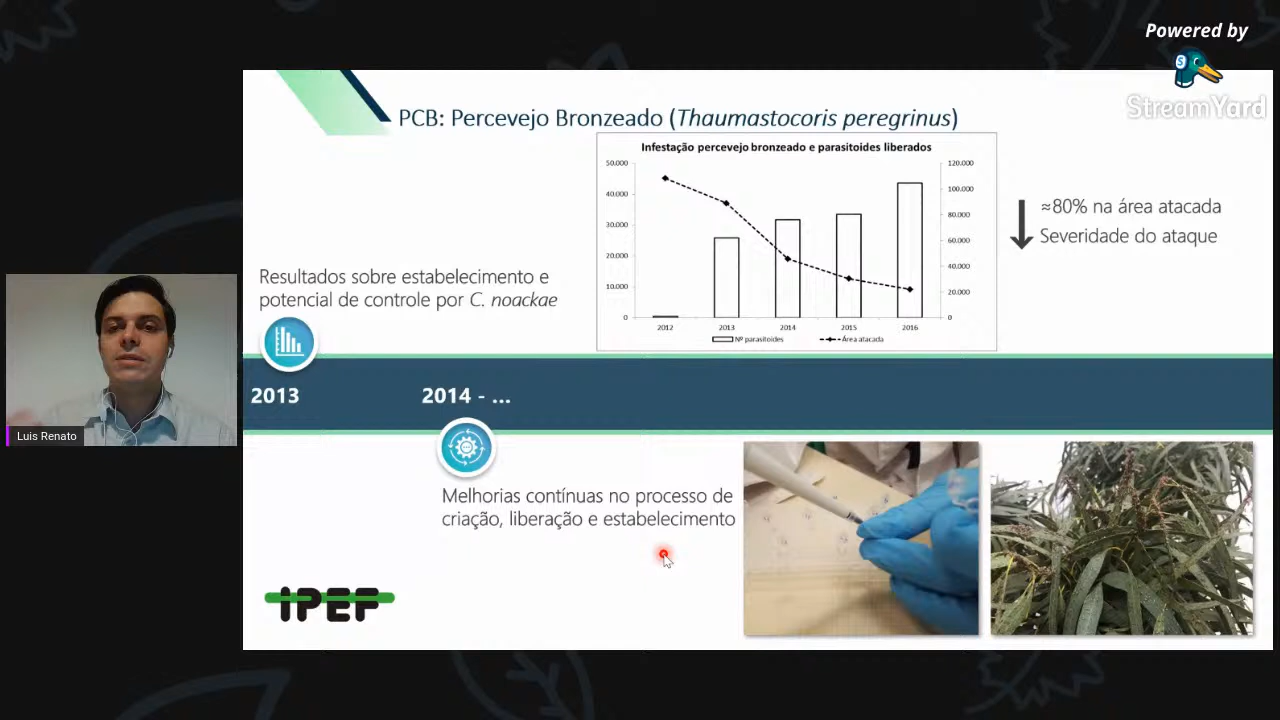 Powered by
StreamYard
PCB: Percevejo Bronzeado (Thaumastocoris peregrinus)
Infestação percevejo bronzeado e parasitoides liberados
50.000
40.000
30.000
20.000
10.000
0
120.000
100.000
80.000
60.000
40.000
20.000
0
2012 2013 2014 2015 2016
Nº parasitoides Área atacada
≈80% na área atacada
Severidade do ataque
Resultados sobre estabelecimento e
potencial de controle por C. noackae
2013 2014 - ...
Melhorias contínuas no processo de
criação, liberação e estabelecimento
IPEF
Luis Renato